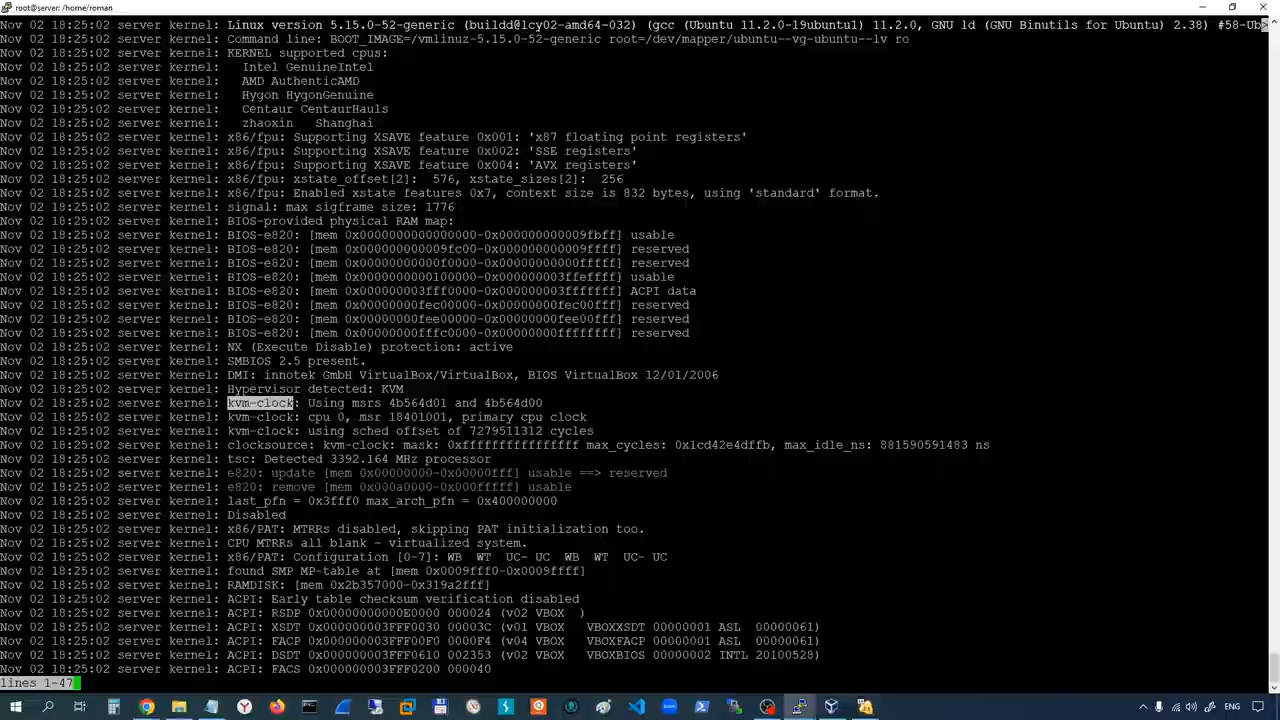 root@server: /home/roman
Nov 02 18:25:02 server kernel: Linux version 5.15.0-52-generic (buildd@lcy02-amd64-032) (gcc (Ubuntu 11.2.0-19ubuntu1) 11.2.0, GNU ld (GNU Binutils for Ubuntu) 2.38) #58-Ub>
Nov 02 18:25:02 server kernel: Command line: BOOT_IMAGE=/vmlinuz-5.15.0-52-generic root=/dev/mapper/ubuntu--vg-ubuntu--lv ro
Nov 02 18:25:02 server kernel: KERNEL supported cpus:
Nov 02 18:25:02 server kernel:   Intel GenuineIntel
Nov 02 18:25:02 server kernel:   AMD AuthenticAMD
Nov 02 18:25:02 server kernel:   Hygon HygonGenuine
Nov 02 18:25:02 server kernel:   Centaur CentaurHauls
Nov 02 18:25:02 server kernel:   zhaoxin   Shanghai
Nov 02 18:25:02 server kernel: x86/fpu: Supporting XSAVE feature 0x001: 'x87 floating point registers'
Nov 02 18:25:02 server kernel: x86/fpu: Supporting XSAVE feature 0x002: 'SSE registers'
Nov 02 18:25:02 server kernel: x86/fpu: Supporting XSAVE feature 0x004: 'AVX registers'
Nov 02 18:25:02 server kernel: x86/fpu: xstate_offset[2]:  576, xstate_sizes[2]:  256
Nov 02 18:25:02 server kernel: x86/fpu: Enabled xstate features 0x7, context size is 832 bytes, using 'standard' format.
Nov 02 18:25:02 server kernel: signal: max sigframe size: 1776
Nov 02 18:25:02 server kernel: BIOS-provided physical RAM map:
Nov 02 18:25:02 server kernel: BIOS-e820: [mem 0x0000000000000000-0x000000000009fbff] usable
Nov 02 18:25:02 server kernel: BIOS-e820: [mem 0x000000000009fc00-0x000000000009ffff] reserved
Nov 02 18:25:02 server kernel: BIOS-e820: [mem 0x00000000000f0000-0x00000000000fffff] reserved
Nov 02 18:25:02 server kernel: BIOS-e820: [mem 0x0000000000100000-0x000000003ffeffff] usable
Nov 02 18:25:02 server kernel: BIOS-e820: [mem 0x000000003fff0000-0x000000003fffffff] ACPI data
Nov 02 18:25:02 server kernel: BIOS-e820: [mem 0x00000000fec00000-0x00000000fec00fff] reserved
Nov 02 18:25:02 server kernel: BIOS-e820: [mem 0x00000000fee00000-0x00000000fee00fff] reserved
Nov 02 18:25:02 server kernel: BIOS-e820: [mem 0x00000000fffc0000-0x00000000ffffffff] reserved
Nov 02 18:25:02 server kernel: NX (Execute Disable) protection: active
Nov 02 18:25:02 server kernel: SMBIOS 2.5 present.
Nov 02 18:25:02 server kernel: DMI: innotek GmbH VirtualBox/VirtualBox, BIOS VirtualBox 12/01/2006
Nov 02 18:25:02 server kernel: Hypervisor detected: KVM
Nov 02 18:25:02 server kernel: kvm-clock: Using msrs 4b564d01 and 4b564d00
Nov 02 18:25:02 server kernel: kvm-clock: cpu 0, msr 18401001, primary cpu clock
Nov 02 18:25:02 server kernel: kvm-clock: using sched offset of 7279511312 cycles
Nov 02 18:25:02 server kernel: clocksource: kvm-clock: mask: 0xffffffffffffffff max_cycles: 0x1cd42e4dffb, max_idle_ns: 881590591483 ns
Nov 02 18:25:02 server kernel: tsc: Detected 3392.164 MHz processor
Nov 02 18:25:02 server kernel: e820: update [mem 0x00000000-0x00000fff] usable ==> reserved
Nov 02 18:25:02 server kernel: e820: remove [mem 0x000a0000-0x000fffff] usable
Nov 02 18:25:02 server kernel: last_pfn = 0x3fff0 max_arch_pfn = 0x400000000
Nov 02 18:25:02 server kernel: Disabled
Nov 02 18:25:02 server kernel: x86/PAT: MTRRs disabled, skipping PAT initialization too.
Nov 02 18:25:02 server kernel: CPU MTRRs all blank - virtualized system.
Nov 02 18:25:02 server kernel: x86/PAT: Configuration [0-7]: WB  WT  UC- UC  WB  WT  UC- UC
Nov 02 18:25:02 server kernel: found SMP MP-table at [mem 0x0009fff0-0x0009ffff]
Nov 02 18:25:02 server kernel: RAMDISK: [mem 0x2b357000-0x319a2fff]
Nov 02 18:25:02 server kernel: ACPI: Early table checksum verification disabled
Nov 02 18:25:02 server kernel: ACPI: RSDP 0x00000000000E0000 000024 (v02 VBOX  )
Nov 02 18:25:02 server kernel: ACPI: XSDT 0x000000003FFF0030 00003C (v01 VBOX   VBOXXSDT 00000001 ASL  00000061)
Nov 02 18:25:02 server kernel: ACPI: FACP 0x000000003FFF00F0 0000F4 (v04 VBOX   VBOXFACP 00000001 ASL  00000061)
Nov 02 18:25:02 server kernel: ACPI: DSDT 0x000000003FFF0610 002353 (v02 VBOX   VBOXBIOS 00000002 INTL 20100528)
Nov 02 18:25:02 server kernel: ACPI: FACS 0x000000003FFF0200 000040
lines 1-47